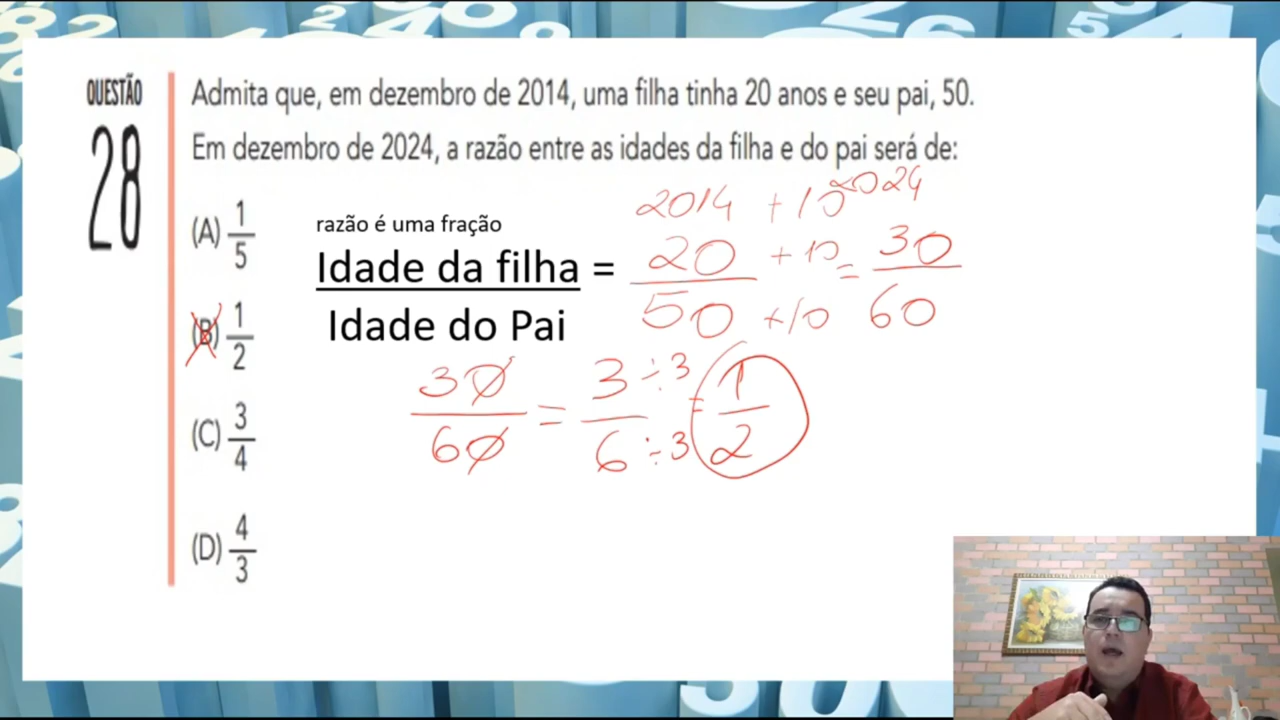 QUESTÃO
28
Admita que, em dezembro de 2014, uma filha tinha 20 anos e seu pai, 50.
Em dezembro de 2024, a razão entre as idades da filha e do pai será de:
(A) 1/5
(B) 1/2
(C) 3/4
(D) 4/3
razão é uma fração
Idade da filha =
Idade do Pai
2014 +10 2024
20 +10 = 30
50 +10 60
30/60 = 3/6 ÷3 ÷3 = 1/2